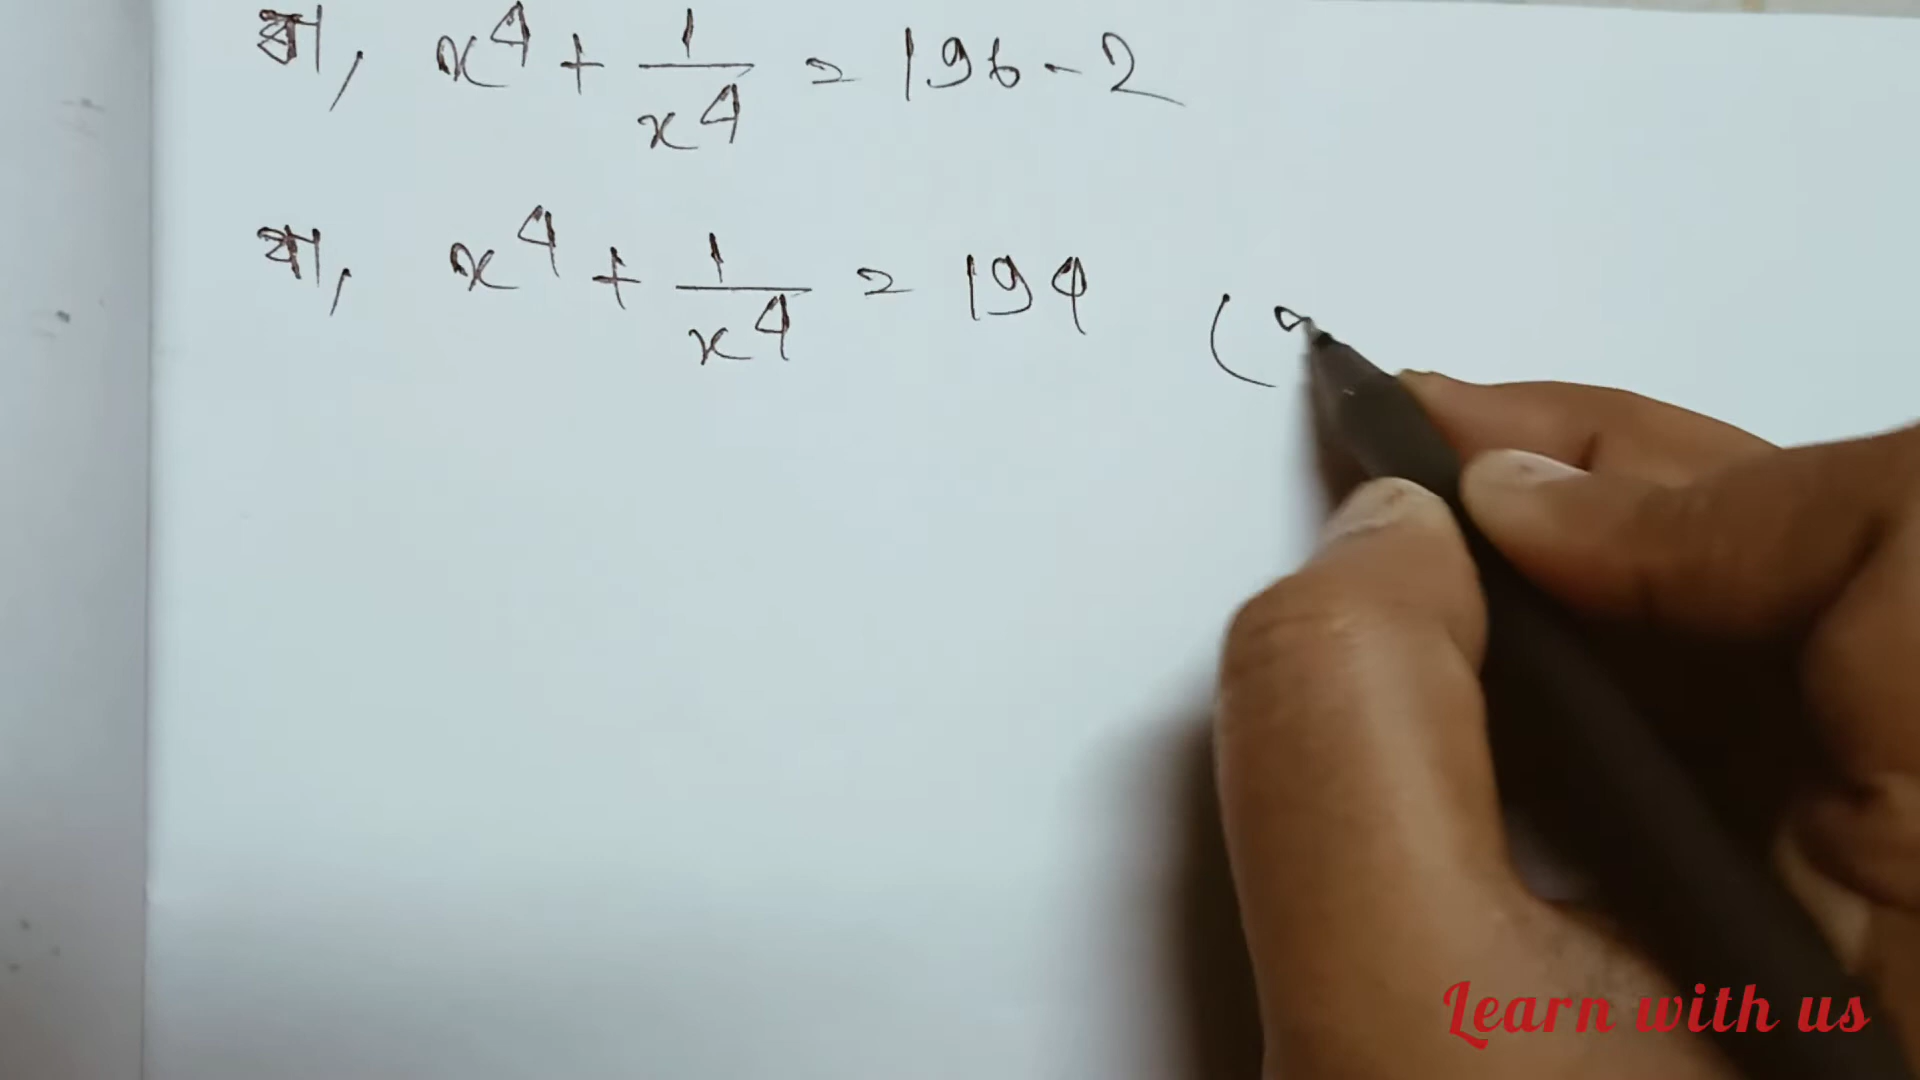 বা, x⁴ + 1/x⁴ = 196 - 2
বা, x⁴ + 1/x⁴ = 194 (
Learn with us